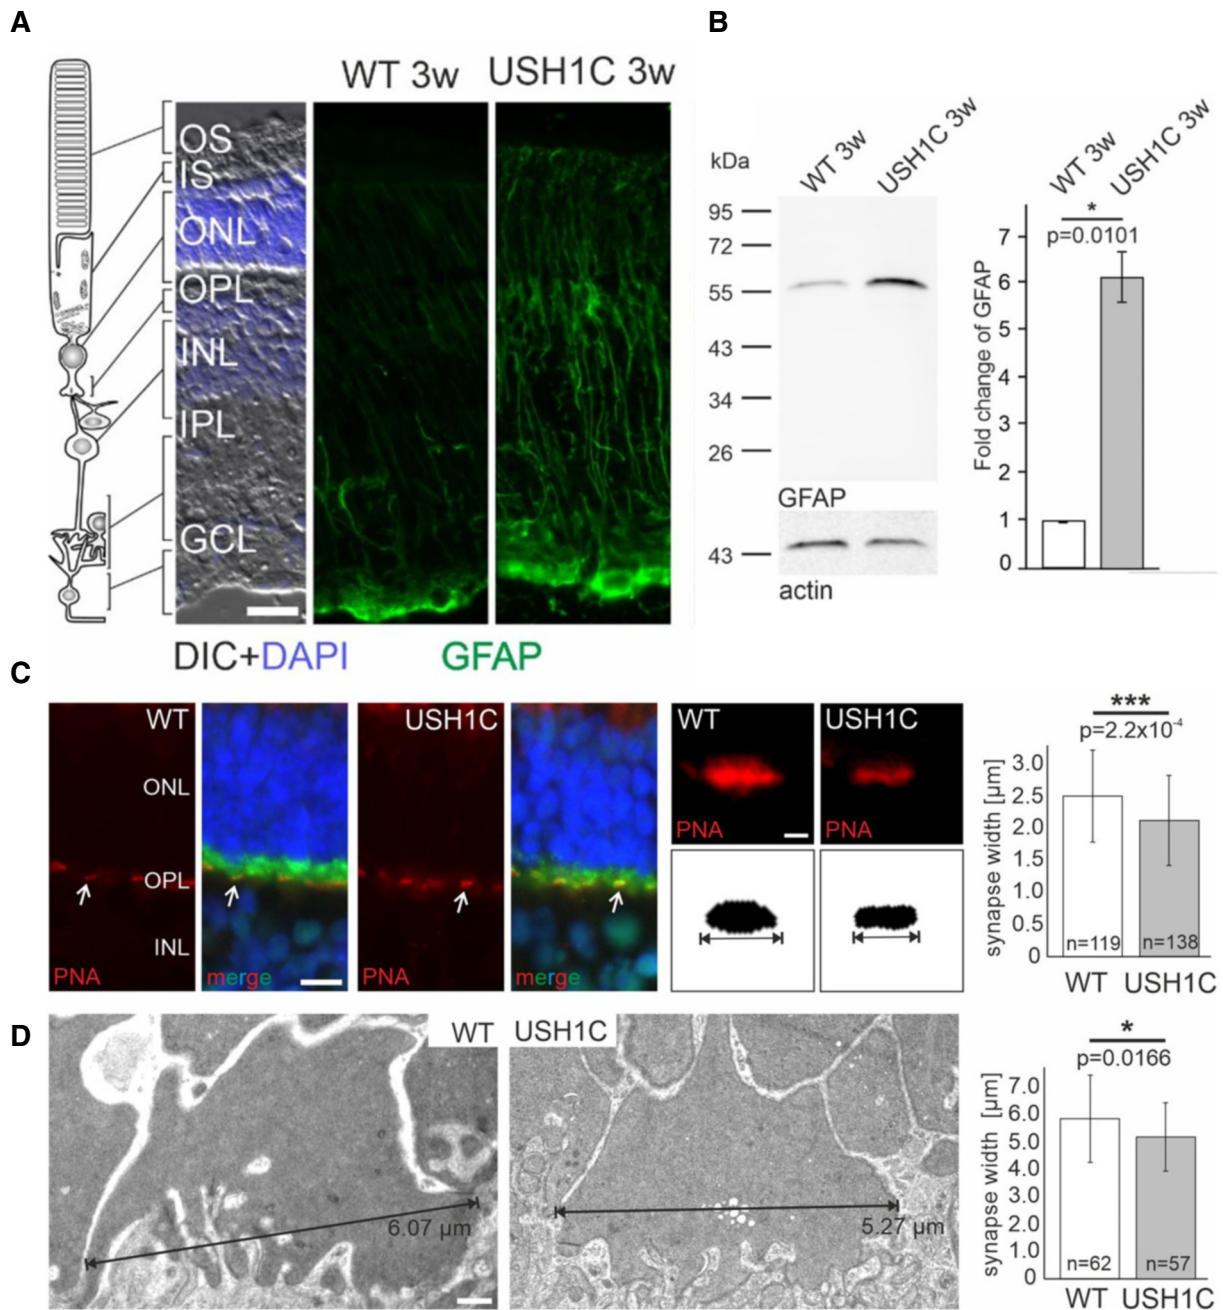 A
WT 3w
USH1C 3w
OS
IS
ONL
OPL
INL
IPL
GCL
DIC+DAPI
GFAP
B
kDa
WT 3w
USH1C 3w
95
72
55
43
34
26
GFAP
43
actin
WT 3w
USH1C 3w
*
p=0.0101
Fold change of GFAP
7
6
5
4
3
2
1
0
C
WT
ONL
OPL
INL
PNA
merge
USH1C
PNA
merge
WT
PNA
USH1C
PNA
***
p=2.2x10⁻⁴
synapse width [µm]
3.0
2.5
2.0
1.5
1.0
0.5
0
n=119
n=138
WT
USH1C
D
WT
6.07 µm
USH1C
5.27 µm
*
p=0.0166
synapse width [µm]
7.0
6.0
5.0
4.0
3.0
2.0
1.0
0
n=62
n=57
WT
USH1C